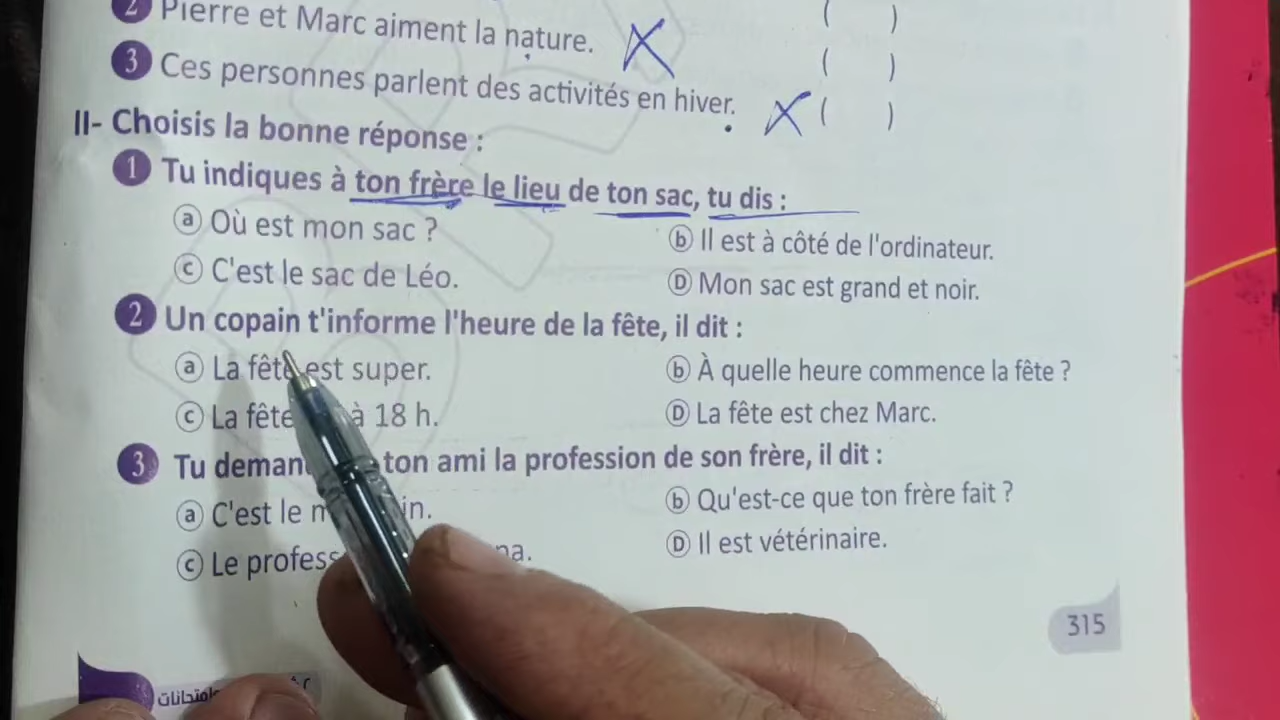 2 Pierre et Marc aiment la nature. ( )
3 Ces personnes parlent des activités en hiver. ( )
II- Choisis la bonne réponse :
1 Tu indiques à ton frère le lieu de ton sac, tu dis :
a Où est mon sac ? b Il est à côté de l'ordinateur.
c C'est le sac de Léo. D Mon sac est grand et noir.
2 Un copain t'informe l'heure de la fête, il dit :
a La fête est super. b À quelle heure commence la fête ?
c La fête à 18 h. D La fête est chez Marc.
3 Tu ton ami la profession de son frère, il dit :
a C'est le b Qu'est-ce que ton frère fait ?
c Le D Il est vétérinaire.
315